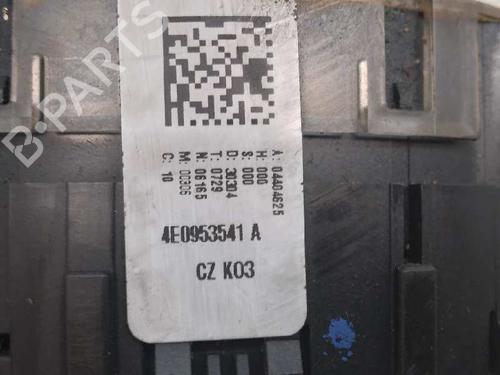 A: 04404625
H: 000
S: 000
D: 30304
T: 0729
N: 06165
M: 00306
C: 10
4E0953541 A
CZ K03
B-PARTS